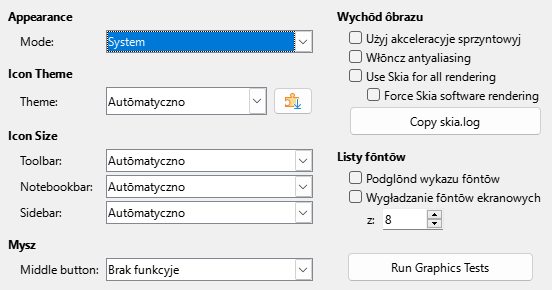 Appearance
Mode: System
Icon Theme
Theme: Autōmatyczno
Icon Size
Toolbar: Autōmatyczno
Notebookbar: Autōmatyczno
Sidebar: Autōmatyczno
Mysz
Middle button: Brak funkcyje
Wychōd ôbrazu
Użyj akceleracyje sprzyntowyj
Włōncz antyaliasing
Use Skia for all rendering
Force Skia software rendering
Copy skia.log
Listy fōntōw
Podglōnd wykazu fōntōw
Wygładzanie fōntōw ekranowych
z: 8
Run Graphics Tests